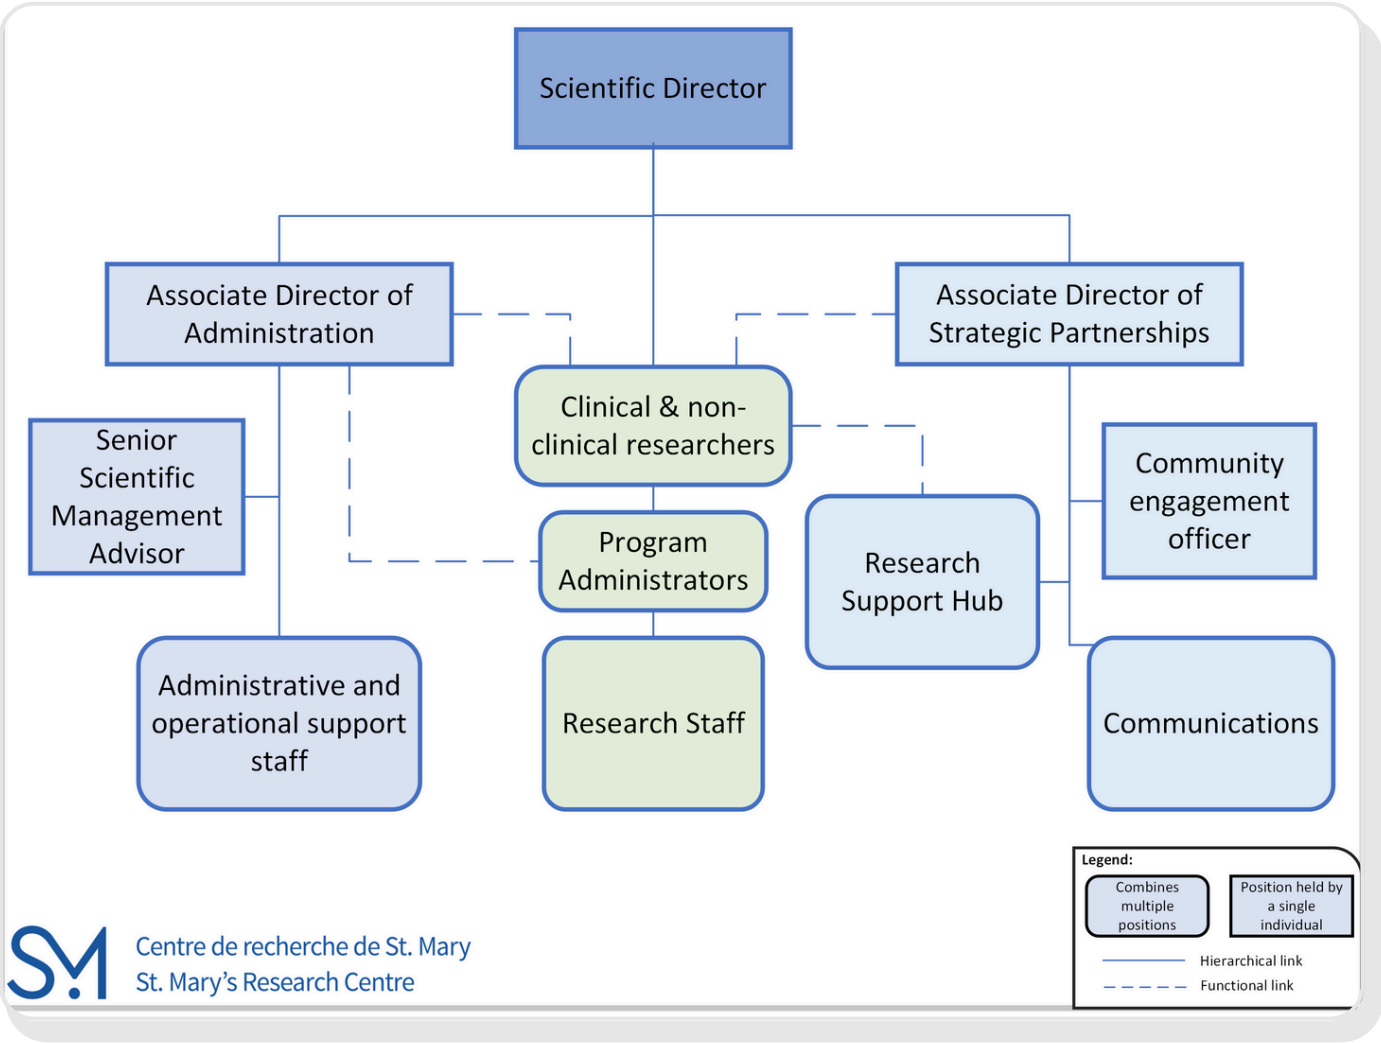 Scientific Director
Associate Director of
Administration
Associate Director of
Strategic Partnerships
Clinical & non-
clinical researchers
Senior
Scientific
Management
Advisor
Community
engagement
officer
Program
Administrators
Research
Support Hub
Administrative and
operational support
staff
Research Staff
Communications
Legend:
Combines
multiple
positions
Position held by
a single
individual
Hierarchical link
Functional link
SM
Centre de recherche de St. Mary
St. Mary's Research Centre